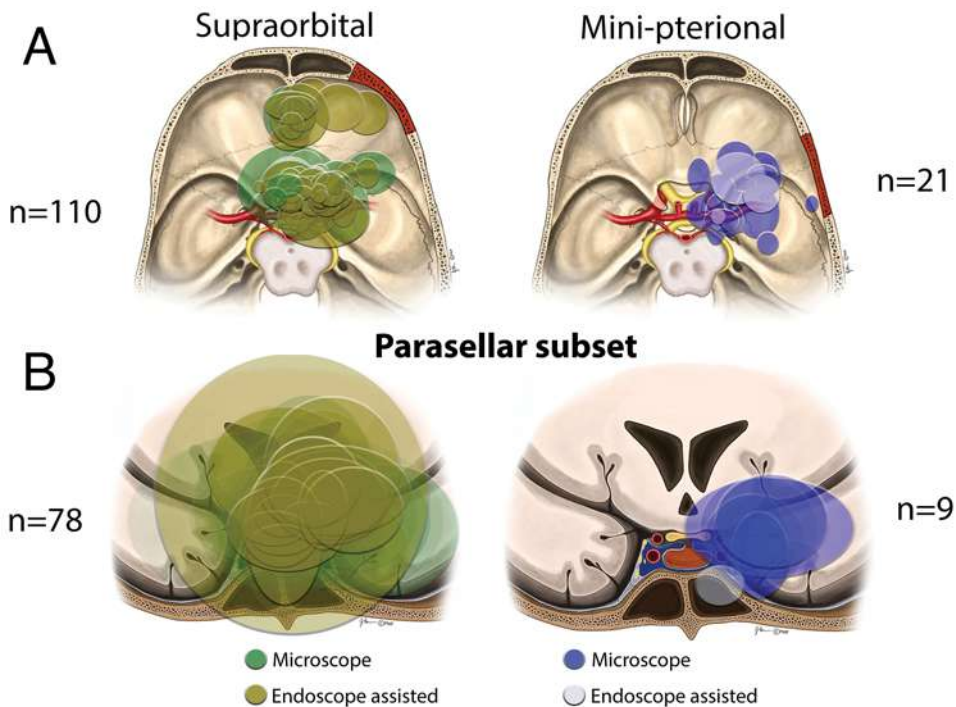 A
Supraorbital
Mini-pterional
n=110
n=21
Parasellar subset
B
n=78
n=9
Microscope
Microscope
Endoscope assisted
Endoscope assisted